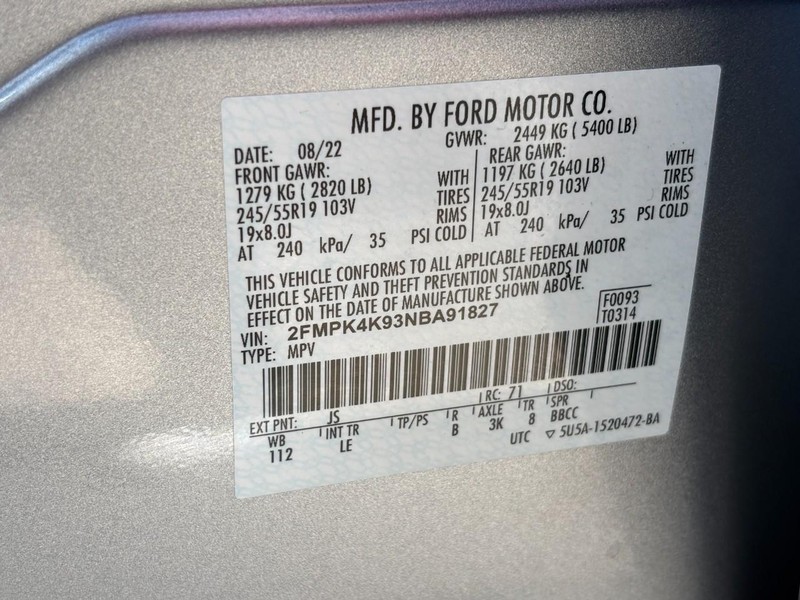 MFD. BY FORD MOTOR CO.
DATE: 08/22 GVWR: 2449 KG ( 5400 LB)
FRONT GAWR: REAR GAWR:
1279 KG ( 2820 LB) WITH 1197 KG ( 2640 LB) WITH
245/55R19 103V TIRES 245/55R19 103V TIRES
19x8.0J RIMS 19x8.0J RIMS
AT 240 kPa/ 35 PSI COLD AT 240 kPa/ 35 PSI COLD
THIS VEHICLE CONFORMS TO ALL APPLICABLE FEDERAL MOTOR
VEHICLE SAFETY AND THEFT PREVENTION STANDARDS IN
EFFECT ON THE DATE OF MANUFACTURE SHOWN ABOVE.
VIN: 2FMPK4K93NBA91827 F0093
TYPE: MPV T0314
EXT PNT: JS RC: 71 DSO:
WB INT TR TP/PS R AXLE TR SPR
112 LE B 3K 8 BBCC
UTC ▽ 5U5A-1520472-BA